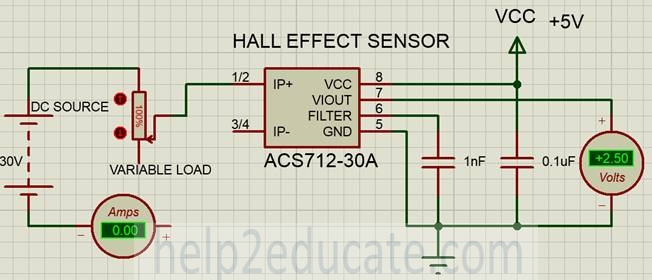 VCC +5V
HALL EFFECT SENSOR
1/2 IP+ VCC 8
VIOUT 7
FILTER 6
3/4 IP- GND 5
ACS712-30A
DC SOURCE
100%
VARIABLE LOAD
30V
1nF
0.1uF
+
+2.50
Volts
-
Amps
0.00
- +
help2educate.com